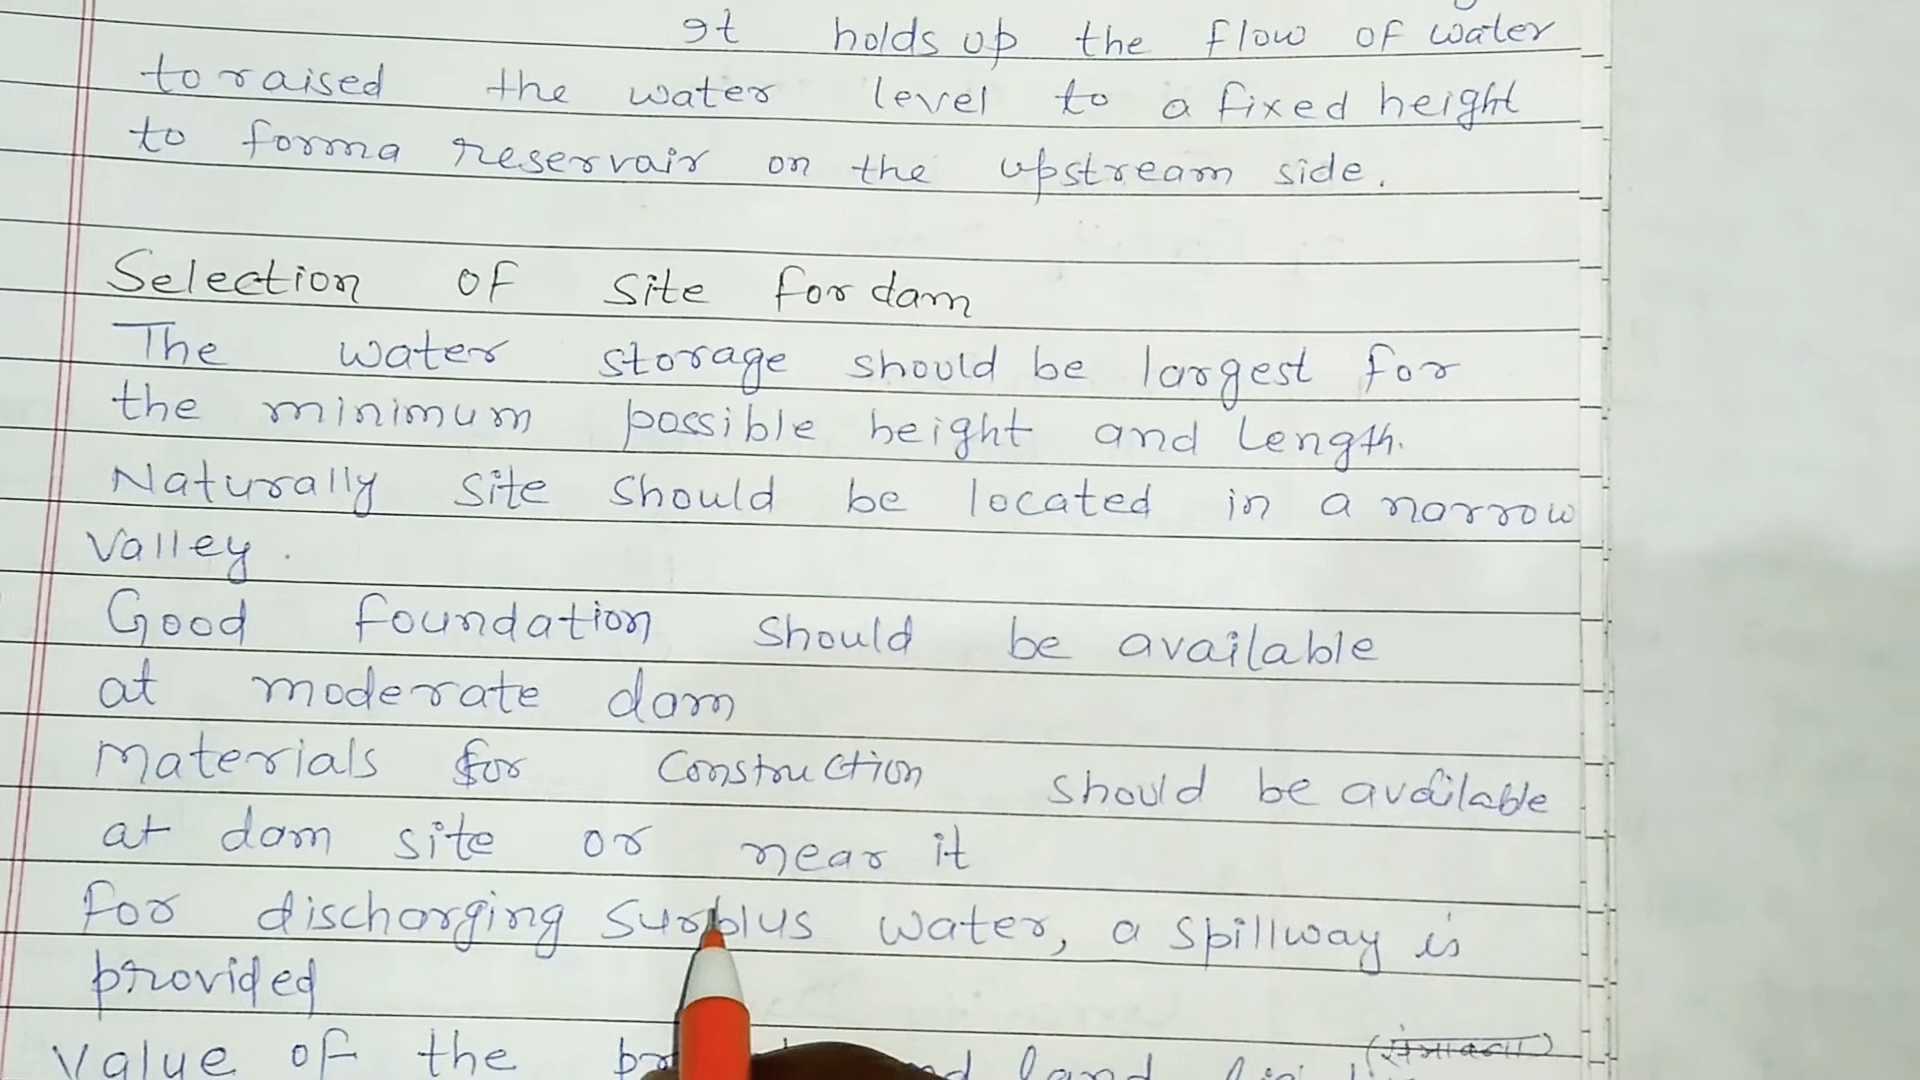 It holds up the flow of water
to raised the water level to a fixed height
to form a reservair on the upstream side.
Selection of site for dam
The water storage should be largest for
the minimum possible height and Length.
Naturally site should be located in a narrow
valley.
Good foundation should be available
at moderate dam
Materials for construction should be available
at dam site or near it
For discharging surplus water, a spillway is
provided
value of the land